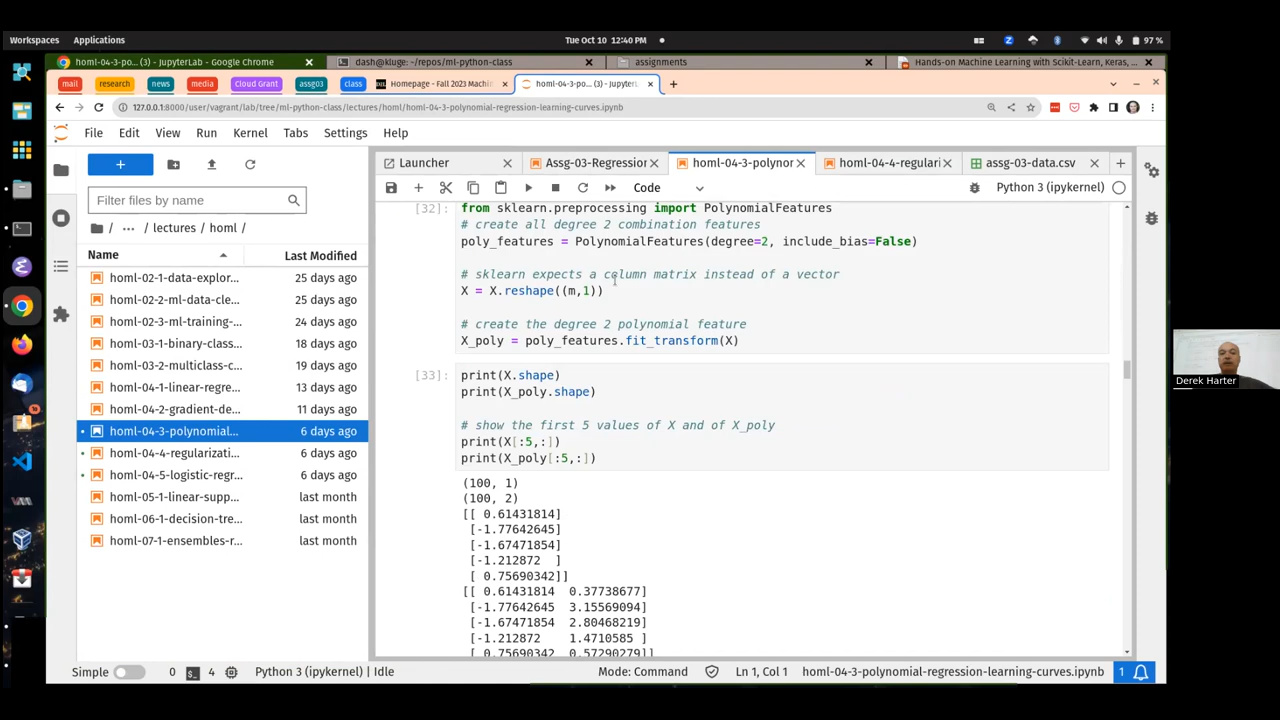 Workspaces Applications Tue Oct 10 12:40 PM 97 %
homl-04-3-po... (3) - JupyterLab - Google Chrome dash@kluge: ~/repos/ml-python-class assignments Hands-on Machine Learning with Scikit-Learn, Keras, ...
mail research news media Cloud Grant assg03 class Homepage - Fall 2023 Machi homl-04-3-po... (3) - Jupyte
127.0.0.1:8000/user/vagrant/lab/tree/ml-python-class/lectures/homl/homl-04-3-polynomial-regression-learning-curves.ipynb
File Edit View Run Kernel Tabs Settings Help
Launcher Assg-03-Regression homl-04-3-polynor homl-04-4-regulari assg-03-data.csv
Code Python 3 (ipykernel)
Filter files by name
... / lectures / homl /
Name Last Modified
homl-02-1-data-explor... 25 days ago
homl-02-2-ml-data-cle... 25 days ago
homl-02-3-ml-training-... 24 days ago
homl-03-1-binary-class... 18 days ago
homl-03-2-multiclass-c... 19 days ago
homl-04-1-linear-regre... 13 days ago
homl-04-2-gradient-de... 11 days ago
homl-04-3-polynomial... 6 days ago
homl-04-4-regularizati... 6 days ago
homl-04-5-logistic-regr... 6 days ago
homl-05-1-linear-supp... last month
homl-06-1-decision-tre... last month
homl-07-1-ensembles-r... last month
[32]: from sklearn.preprocessing import PolynomialFeatures
# create all degree 2 combination features
poly_features = PolynomialFeatures(degree=2, include_bias=False)
# sklearn expects a column matrix instead of a vector
X = X.reshape((m,1))
# create the degree 2 polynomial feature
X_poly = poly_features.fit_transform(X)
[33]: print(X.shape)
print(X_poly.shape)
# show the first 5 values of X and of X_poly
print(X[:5,:])
print(X_poly[:5,:])
(100, 1)
(100, 2)
[[ 0.61431814]
[-1.77642645]
[-1.67471854]
[-1.212872 ]
[ 0.75690342]]
[[ 0.61431814 0.37738677]
[-1.77642645 3.15569094]
[-1.67471854 2.80468219]
[-1.212872 1.4710585 ]
[ 0.75690342 0.57290279]]
Derek Harter
Simple 0 4 Python 3 (ipykernel) | Idle Mode: Command Ln 1, Col 1 homl-04-3-polynomial-regression-learning-curves.ipynb 1